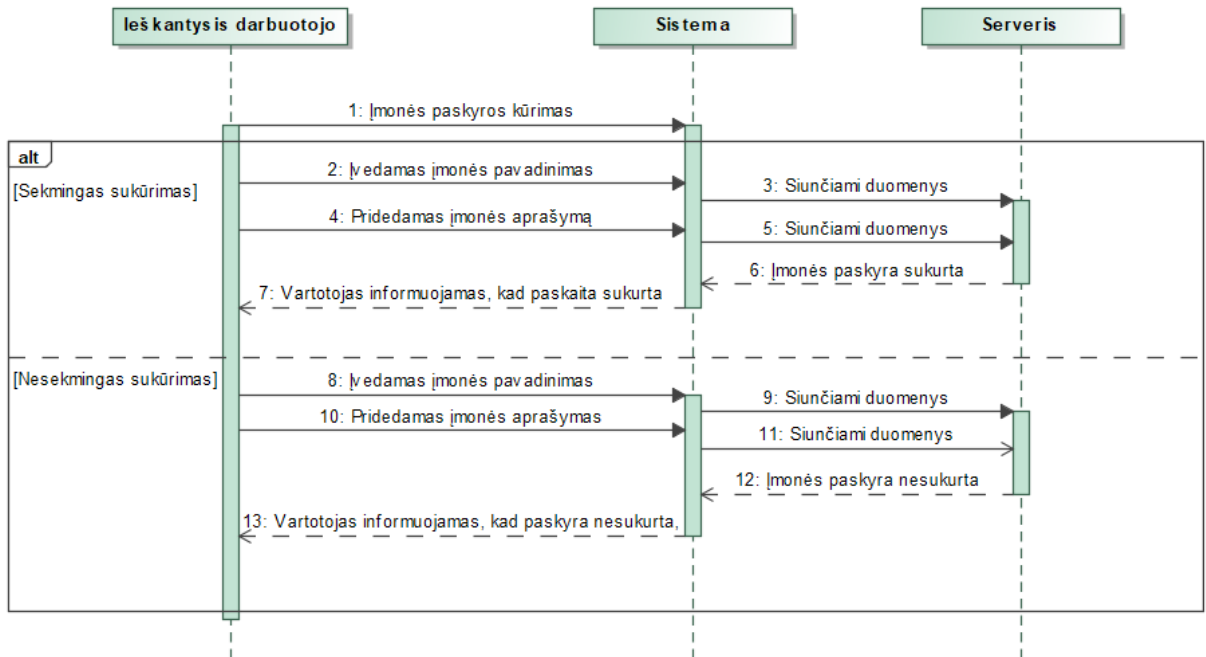 Ieškantysis darbuotojo
Sistema
Serveris
1: Įmonės paskyros kūrimas
alt
[Sekmingas sukūrimas]
2: Įvedamas įmonės pavadinimas
3: Siunčiami duomenys
4: Pridedamas įmonės aprašymą
5: Siunčiami duomenys
6: Įmonės paskyra sukurta
7: Vartotojas informuojamas, kad paskaita sukurta
[Nesekmingas sukūrimas]
8: Įvedamas įmonės pavadinimas
9: Siunčiami duomenys
10: Pridedamas įmonės aprašymas
11: Siunčiami duomenys
12: Įmonės paskyra nesukurta
13: Vartotojas informuojamas, kad paskyra nesukurta,